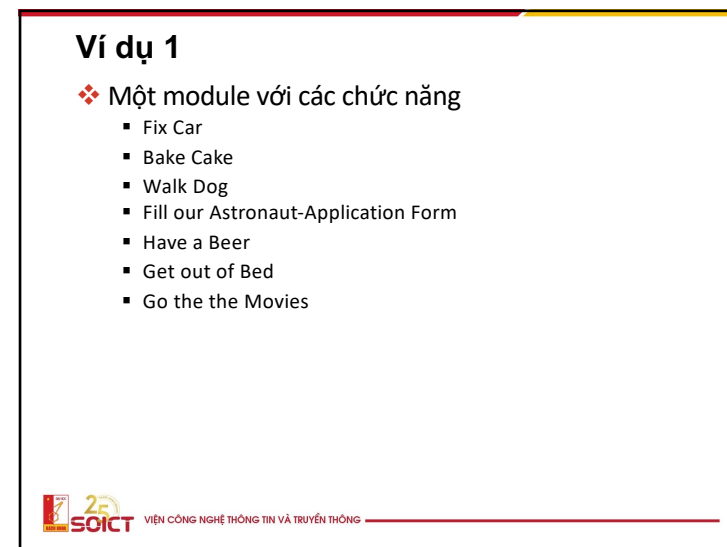 Ví dụ 1
Một module với các chức năng
Fix Car
Bake Cake
Walk Dog
Fill our Astronaut-Application Form
Have a Beer
Get out of Bed
Go the the Movies
25
SOICT
VIỆN CÔNG NGHỆ THÔNG TIN VÀ TRUYỀN THÔNG